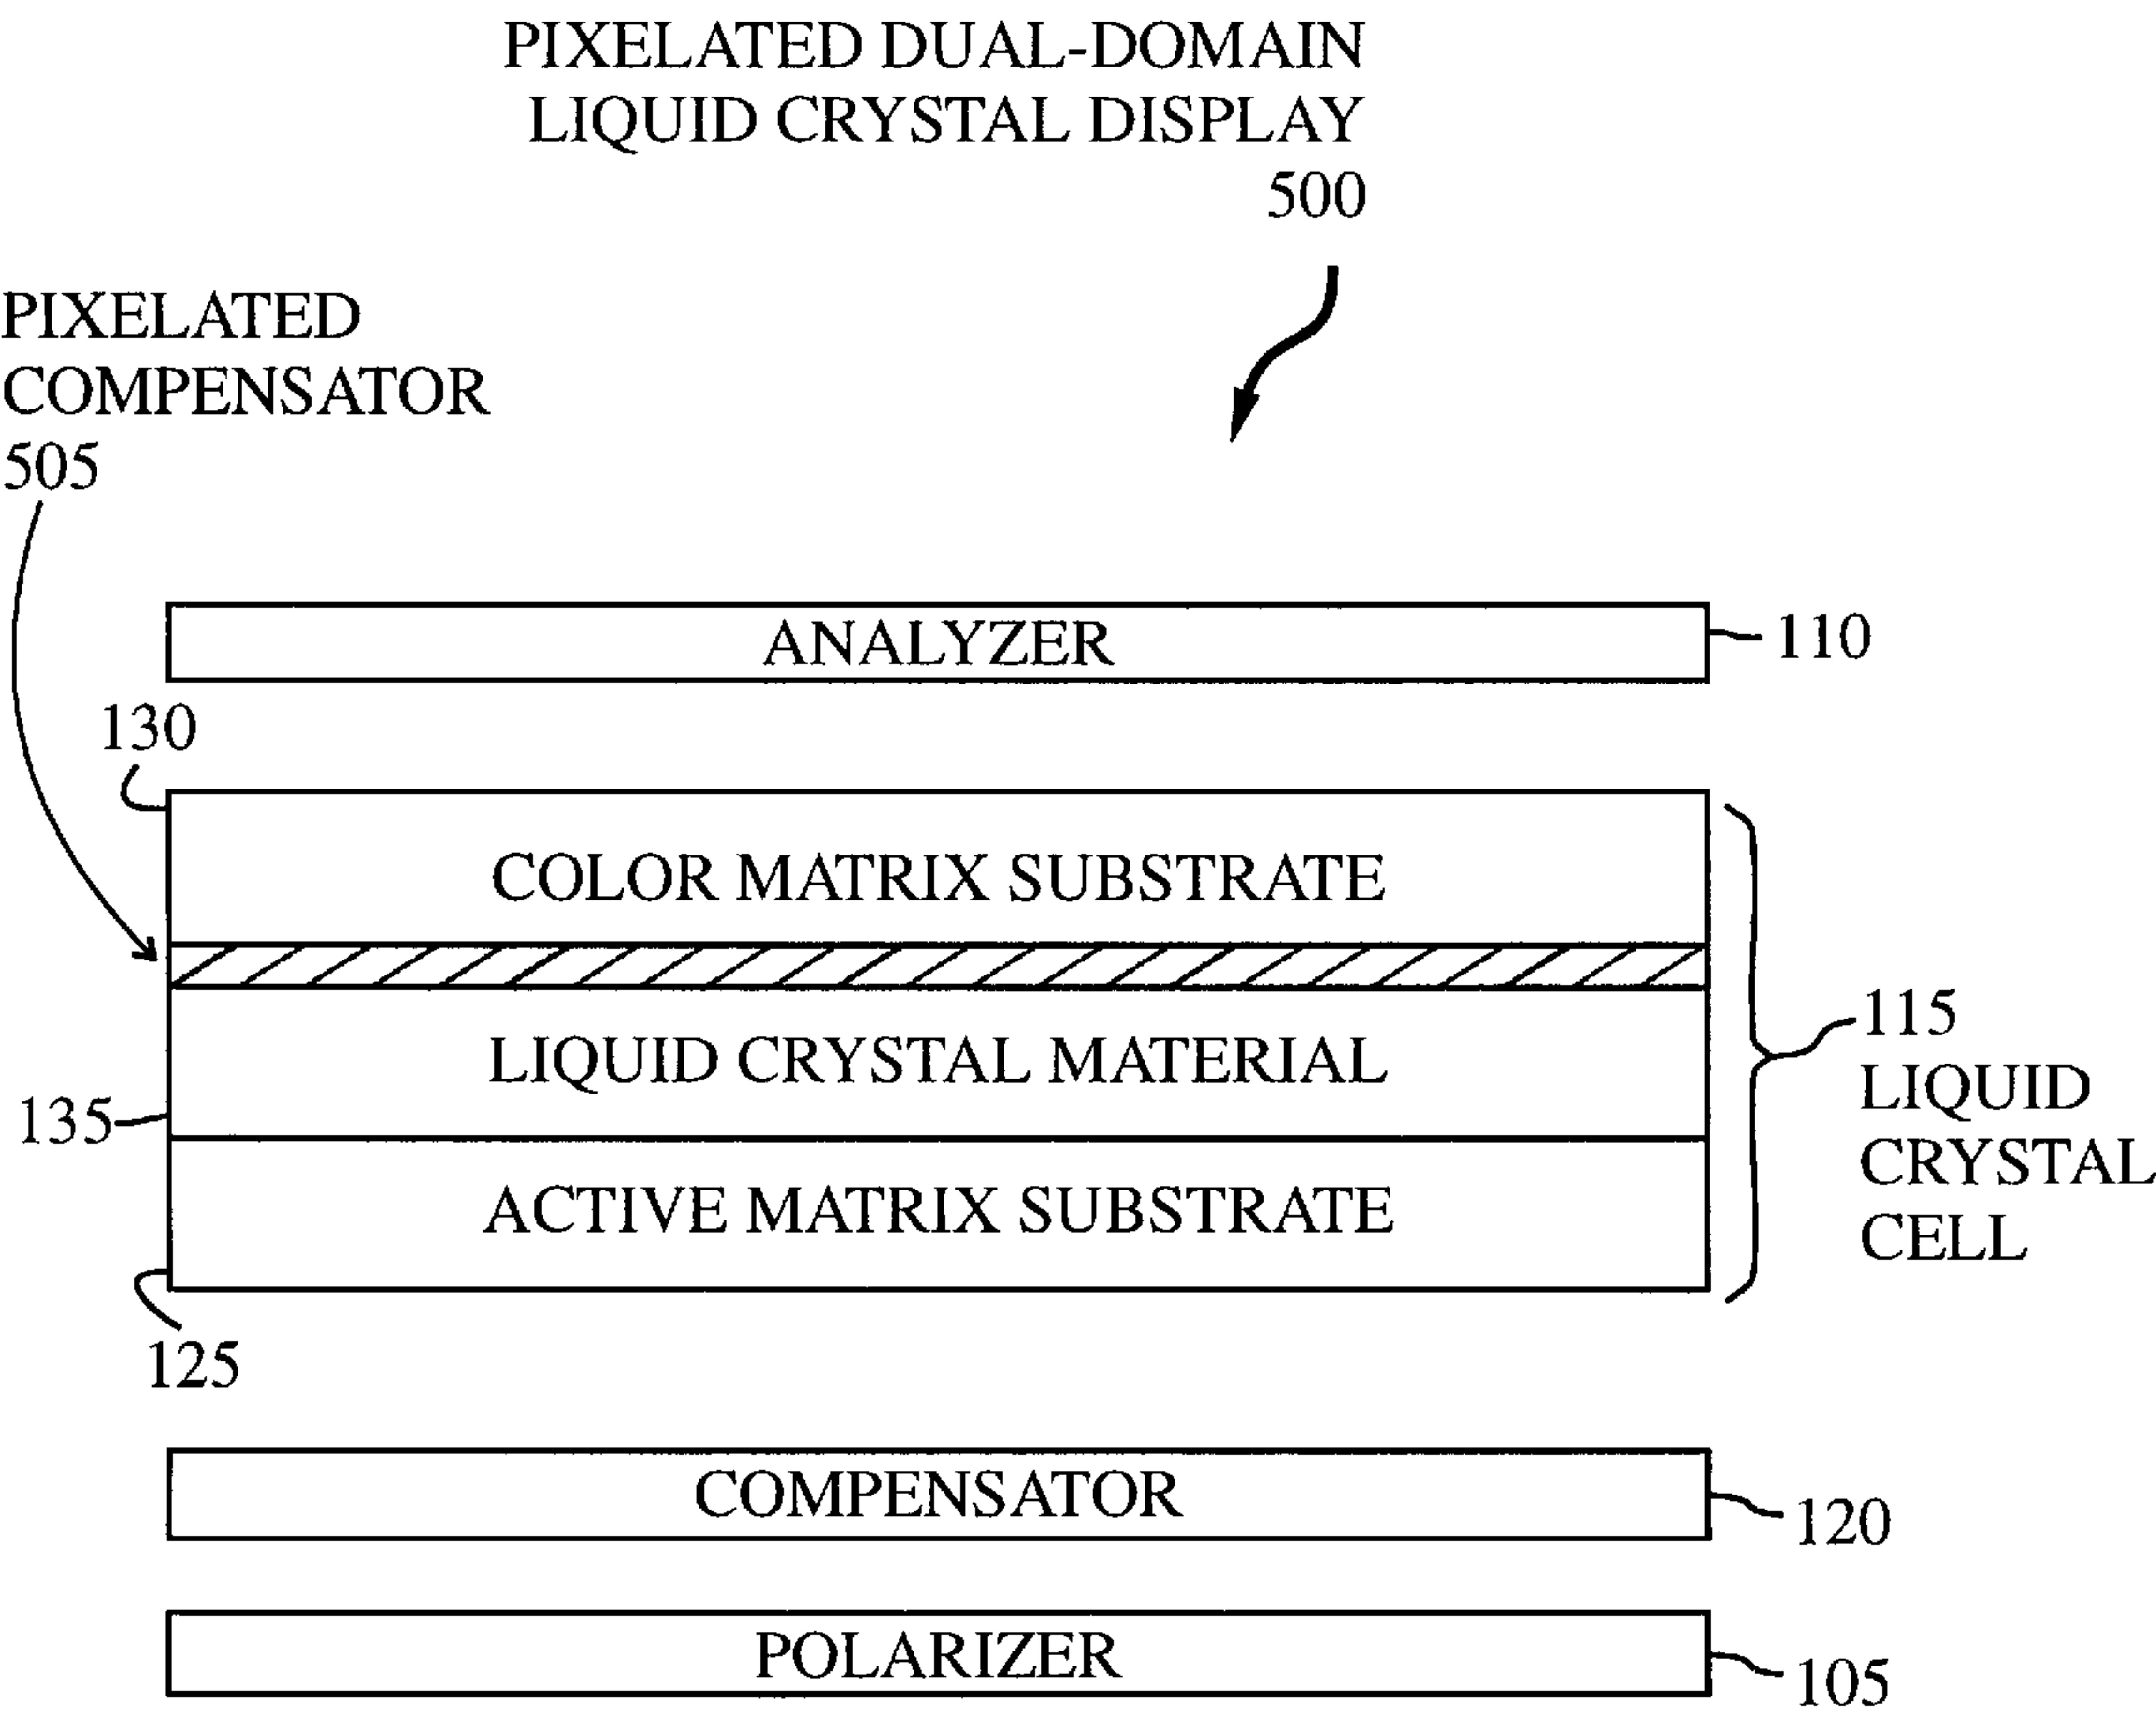 PIXELATED DUAL-DOMAIN
LIQUID CRYSTAL DISPLAY
500
PIXELATED
COMPENSATOR
505
ANALYZER
110
130
COLOR MATRIX SUBSTRATE
LIQUID CRYSTAL MATERIAL
135
115
LIQUID
CRYSTAL
CELL
ACTIVE MATRIX SUBSTRATE
125
COMPENSATOR
120
POLARIZER
105